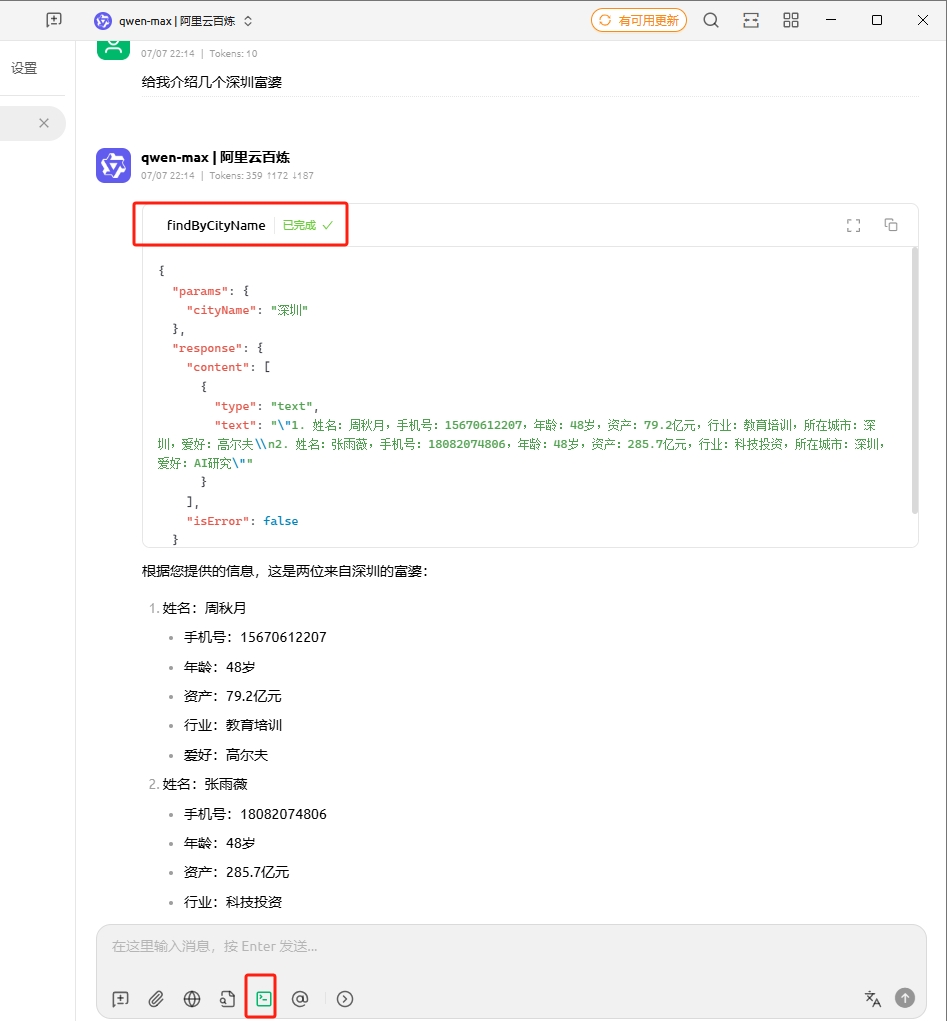 qwen-max | 阿里云百炼
有可用更新
设置
07/07 22:14 | Tokens: 10
给我介绍几个深圳富婆
qwen-max | 阿里云百炼
07/07 22:14 | Tokens: 359 ↑172 ↓187
findByCityName 已完成
{
"params": {
"cityName": "深圳"
},
"response": {
"content": [
{
"type": "text",
"text": "\"1. 姓名: 周秋月, 手机号: 15670612207, 年龄: 48岁, 资产: 79.2亿元, 行业: 教育培训, 所在城市: 深
圳, 爱好: 高尔夫\\n2. 姓名: 张雨薇, 手机号: 18082074806, 年龄: 48岁, 资产: 285.7亿元, 行业: 科技投资, 所在城市: 深圳,
爱好: AI研究\""
}
],
"isError": false
}
根据您提供的信息，这是两位来自深圳的富婆：
1. 姓名：周秋月
• 手机号：15670612207
• 年龄：48岁
• 资产：79.2亿元
• 行业：教育培训
• 爱好：高尔夫
2. 姓名：张雨薇
• 手机号：18082074806
• 年龄：48岁
• 资产：285.7亿元
• 行业：科技投资
在这里输入消息，按 Enter 发送...